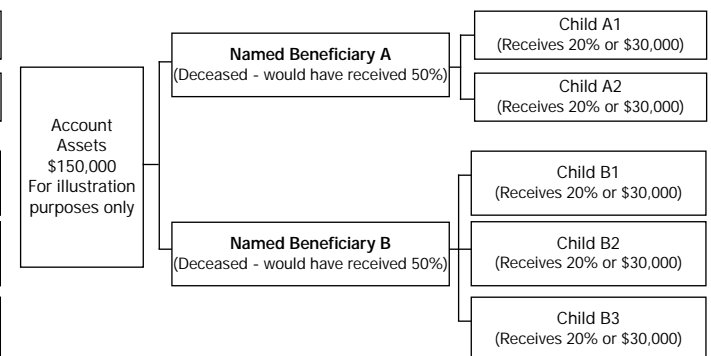 Account
Assets
$150,000
For illustration
purposes only
Named Beneficiary A
(Deceased - would have received 50%)
Child A1
(Receives 20% or $30,000)
Child A2
(Receives 20% or $30,000)
Named Beneficiary B
(Deceased - would have received 50%)
Child B1
(Receives 20% or $30,000)
Child B2
(Receives 20% or $30,000)
Child B3
(Receives 20% or $30,000)